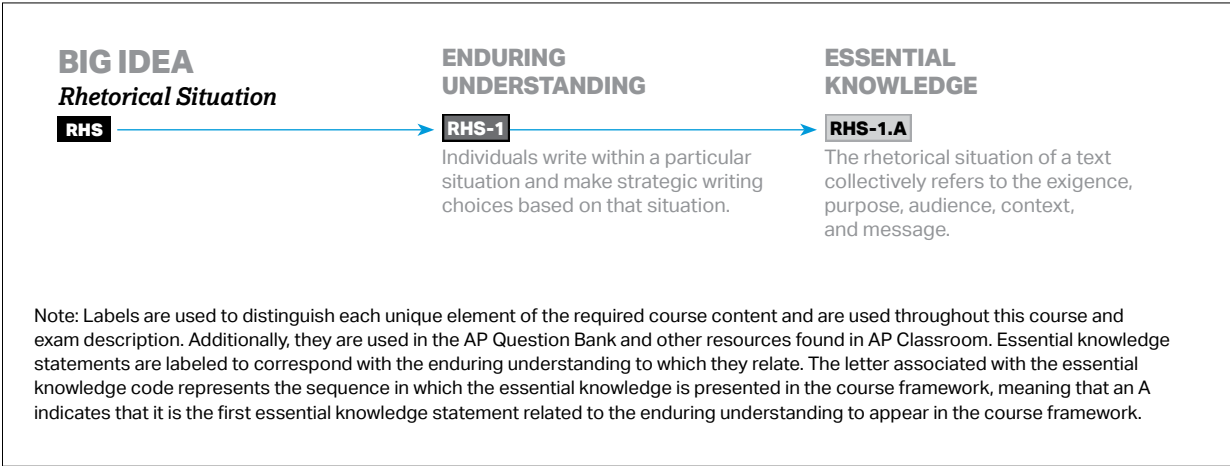 BIG IDEA
Rhetorical Situation
RHS
ENDURING
UNDERSTANDING
RHS-1
Individuals write within a particular
situation and make strategic writing
choices based on that situation.
ESSENTIAL
KNOWLEDGE
RHS-1.A
The rhetorical situation of a text
collectively refers to the exigence,
purpose, audience, context,
and message.
Note: Labels are used to distinguish each unique element of the required course content and are used throughout this course and
exam description. Additionally, they are used in the AP Question Bank and other resources found in AP Classroom. Essential knowledge
statements are labeled to correspond with the enduring understanding to which they relate. The letter associated with the essential
knowledge code represents the sequence in which the essential knowledge is presented in the course framework, meaning that an A
indicates that it is the first essential knowledge statement related to the enduring understanding to appear in the course framework.